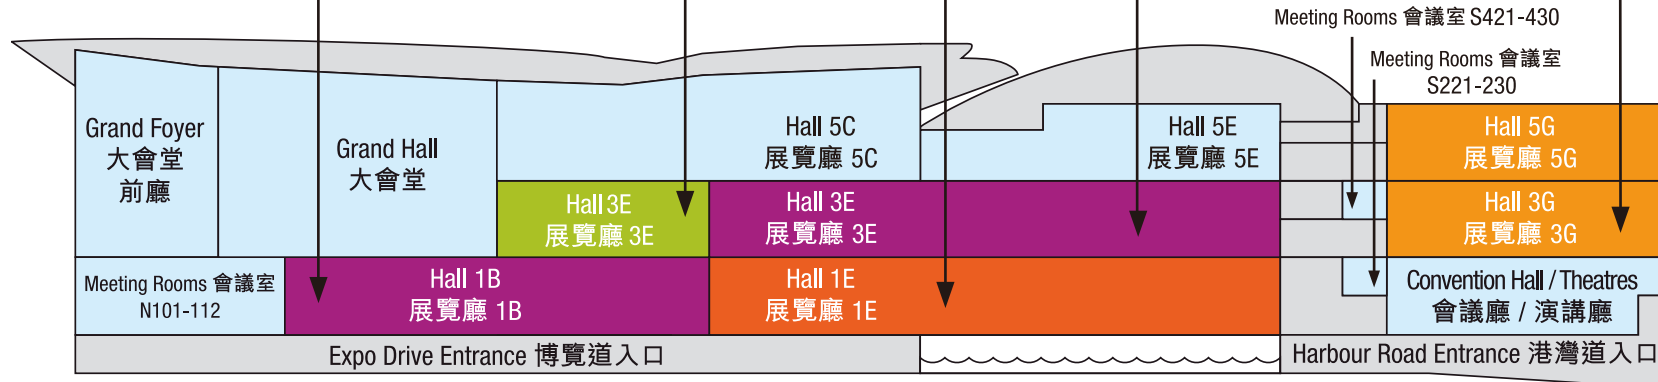 Meeting Rooms 會議室 S421-430
Meeting Rooms 會議室
S221-230
Grand Foyer
大會堂
前廳
Grand Hall
大會堂
Hall 5C
展覽廳 5C
Hall 5E
展覽廳 5E
Hall 5G
展覽廳 5G
Hall 3E
展覽廳 3E
Hall 3E
展覽廳 3E
Hall 3G
展覽廳 3G
Meeting Rooms 會議室
N101-112
Hall 1B
展覽廳 1B
Hall 1E
展覽廳 1E
Convention Hall / Theatres
會議廳 / 演講廳
Expo Drive Entrance 博覽道入口
Harbour Road Entrance 港灣道入口